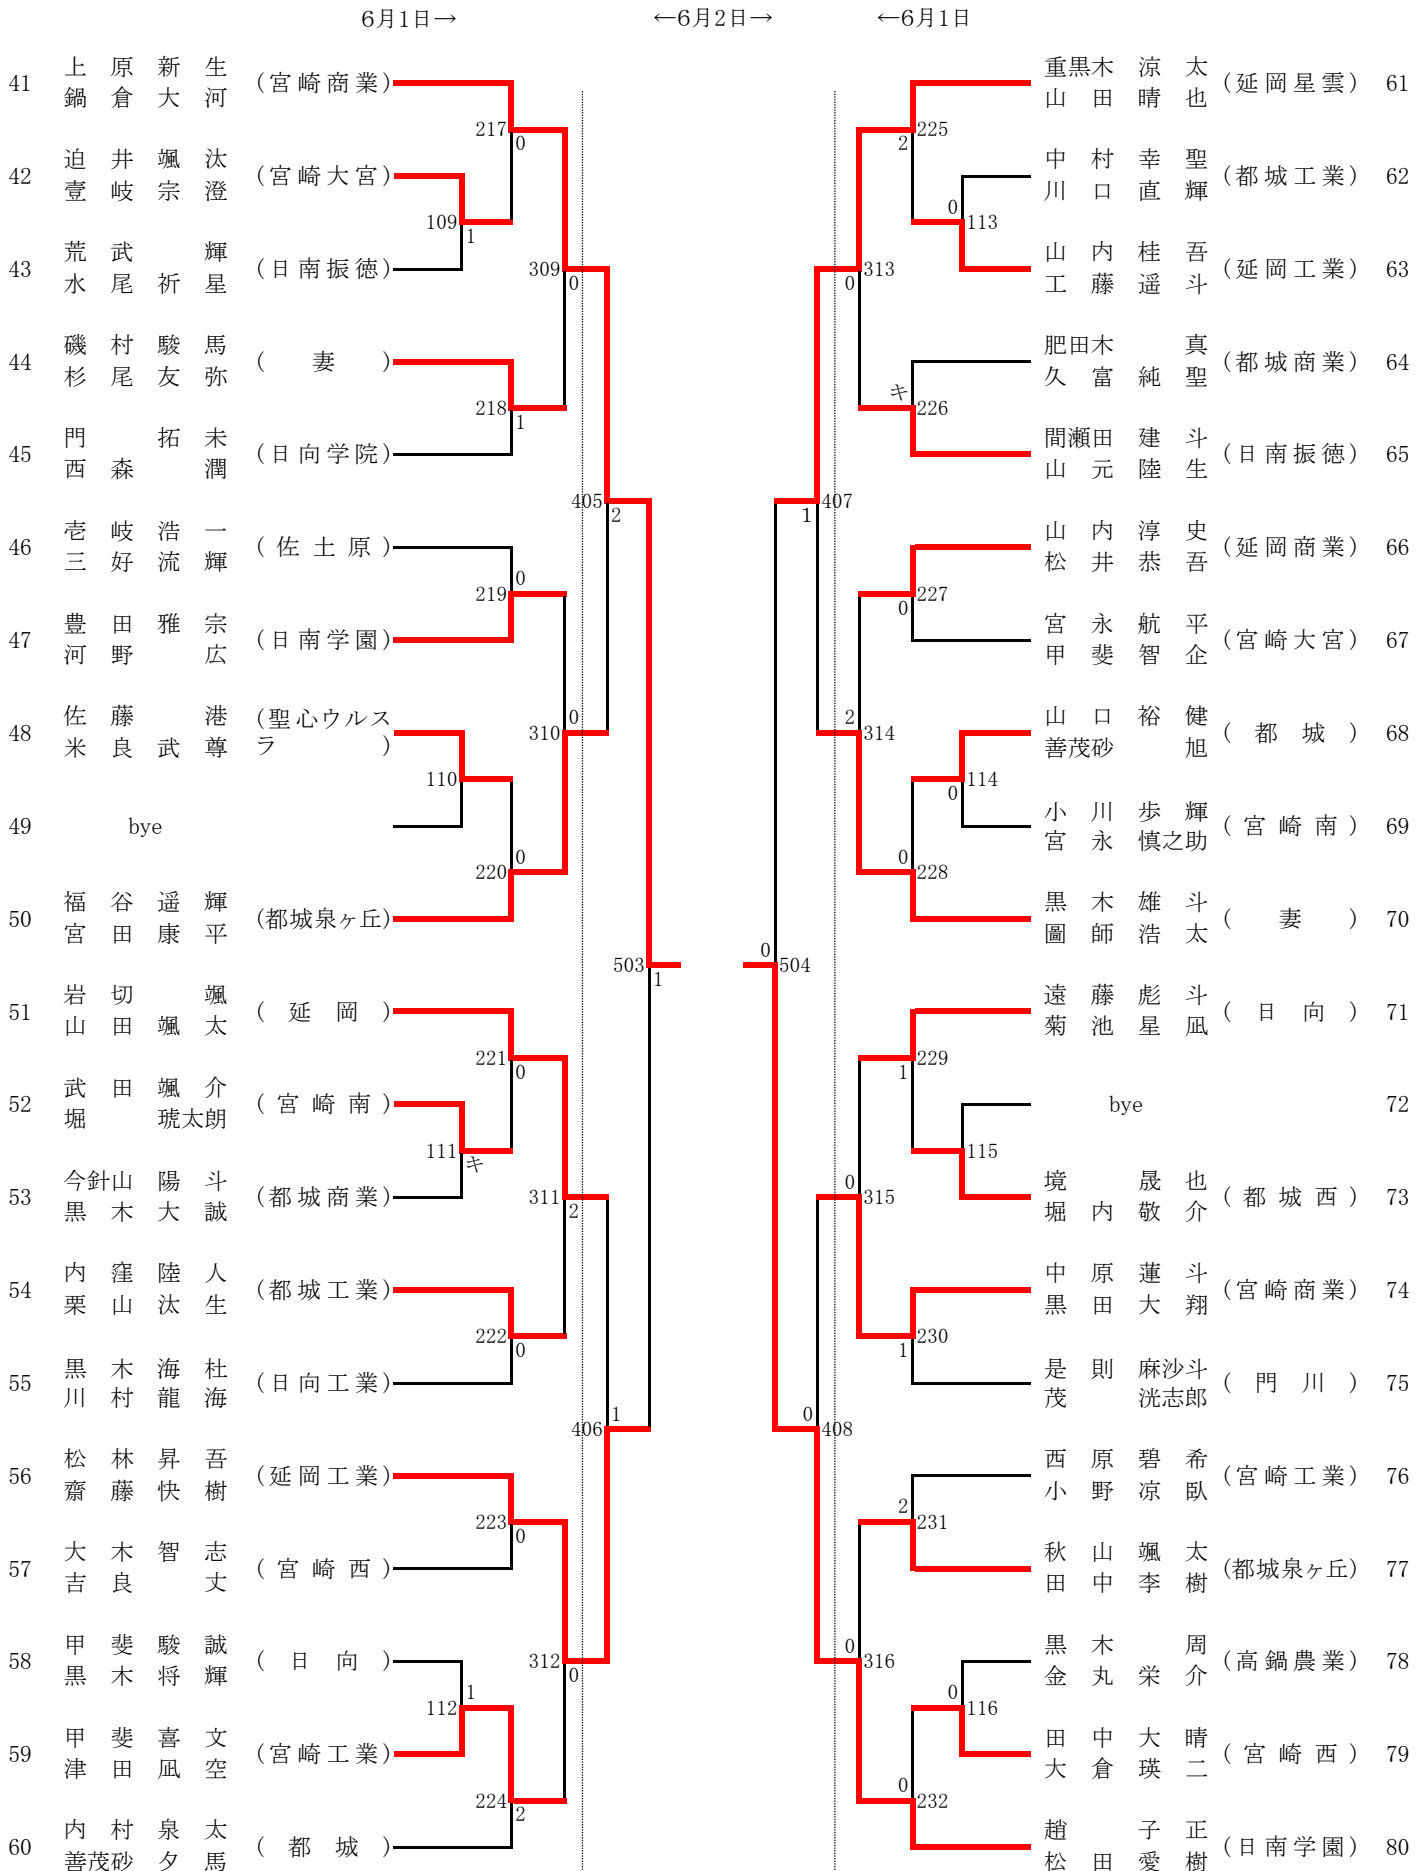 6月1日→ ←6月2日→ ←6月1日
上原新生
41 (宮崎商業)
鍋倉大河
217
0
迫井颯汰
42 (宮崎大宮)
壹岐宗澄
109
1
荒武輝
43 (日南振徳)
水尾祈星
309
0
磯村駿馬
44 (妻)
杉尾友弥
218
1
門拓未
45 (日向学院)
西森潤
405
2
壱岐浩一
46 (佐土原)
三好流輝
0
219
豊田雅宗
47 (日南学園)
河野広
佐藤港
48 (聖心ウルスラ)
米良武尊
0
310
110
49 bye
0
220
福谷遥輝
50 (都城泉ヶ丘)
宮田康平
503
1
岩切颯
51 (延岡)
山田颯太
221
0
武田颯介
52 (宮崎南)
堀琥太朗
111
キ
今針山陽斗
53 (都城商業)
黒木大誠
311
2
内窪陸人
54 (都城工業)
栗山汰生
222
0
黒木海杜
55 (日向工業)
川村龍海
1
406
松林昇吾
56 (延岡工業)
齋藤快樹
223
0
大木智志
57 (宮崎西)
吉良丈
甲斐駿誠
58 (日向)
黒木将輝
312
0
1
112
甲斐喜文
59 (宮崎工業)
津田凪空
224
2
内村泉太
60 (都城)
善茂砂夕馬
重黒木涼太
(延岡星雲) 61
山田晴也
225
2
中村幸聖
(都城工業) 62
川口直輝
0
113
山内桂吾
(延岡工業) 63
工藤遥斗
313
0
肥田木真
(都城商業) 64
久富純聖
キ
226
間瀬田建斗
(日南振徳) 65
山元陸生
407
1
山内淳史
(延岡商業) 66
松井恭吾
227
0
宮永航平
(宮崎大宮) 67
甲斐智企
2
314
山口裕健
(都城) 68
善茂砂旭
114
0
小川歩輝
(宮崎南) 69
宮永慎之助
0
228
黒木雄斗
(妻) 70
圖師浩太
0
504
遠藤彪斗
(日向) 71
菊池星凪
229
1
bye 72
115
境晟也
(都城西) 73
堀内敬介
0
315
中原蓮斗
(宮崎商業) 74
黒田大翔
230
1
是則麻沙斗
(門川) 75
茂洸志郎
0
408
西原碧希
(宮崎工業) 76
小野凉臥
2
231
秋山颯太
(都城泉ヶ丘) 77
田中李樹
0
316
黒木周
(高鍋農業) 78
金丸栄介
0
116
田中大晴
(宮崎西) 79
大倉瑛二
0
232
趙子正
(日南学園) 80
松田愛樹